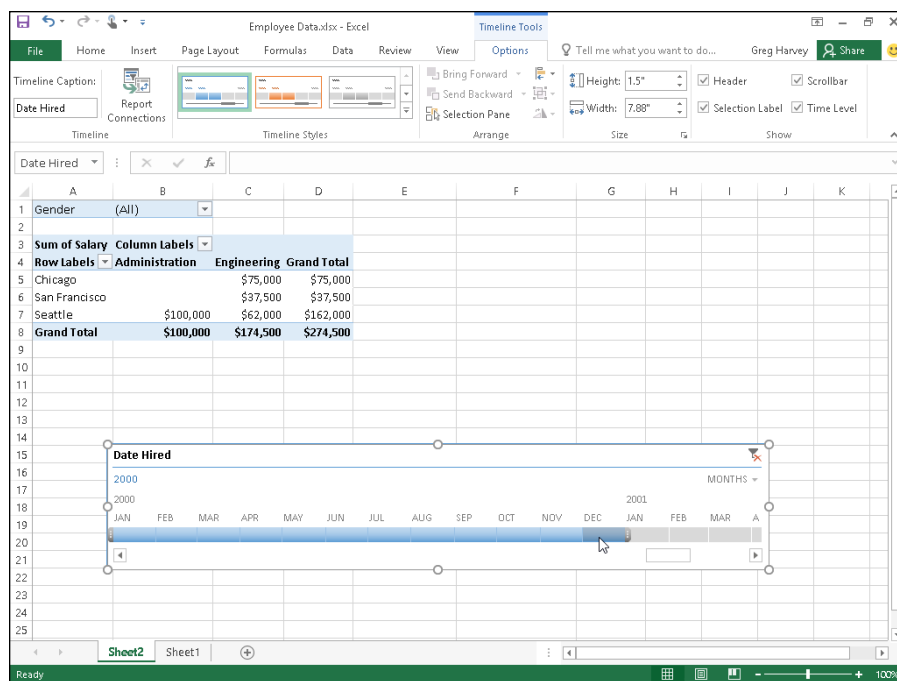 Employee Data.xlsx - Excel
Timeline Tools
File Home Insert Page Layout Formulas Data Review View Options Tell me what you want to do... Greg Harvey Share
Timeline Caption:
Date Hired
Report
Connections
Bring Forward
Send Backward
Selection Pane
Height: 1.5"
Width: 7.88"
Header Scrollbar
Selection Label Time Level
Timeline Timeline Styles Arrange Size Show
Date Hired fx
A B C D E F G H I J K
1 Gender (All)
2
3 Sum of Salary Column Labels
4 Row Labels Administration Engineering Grand Total
5 Chicago $75,000 $75,000
6 San Francisco $37,500 $37,500
7 Seattle $100,000 $62,000 $162,000
8 Grand Total $100,000 $174,500 $274,500
9
10
11
12
13
14
15 Date Hired
16
2000 MONTHS
17
2000 2001
18
JAN FEB MAR APR MAY JUN JUL AUG SEP OCT NOV DEC JAN FEB MAR A
19
20
21
22
23
24
25
Sheet2 Sheet1
Ready 100%